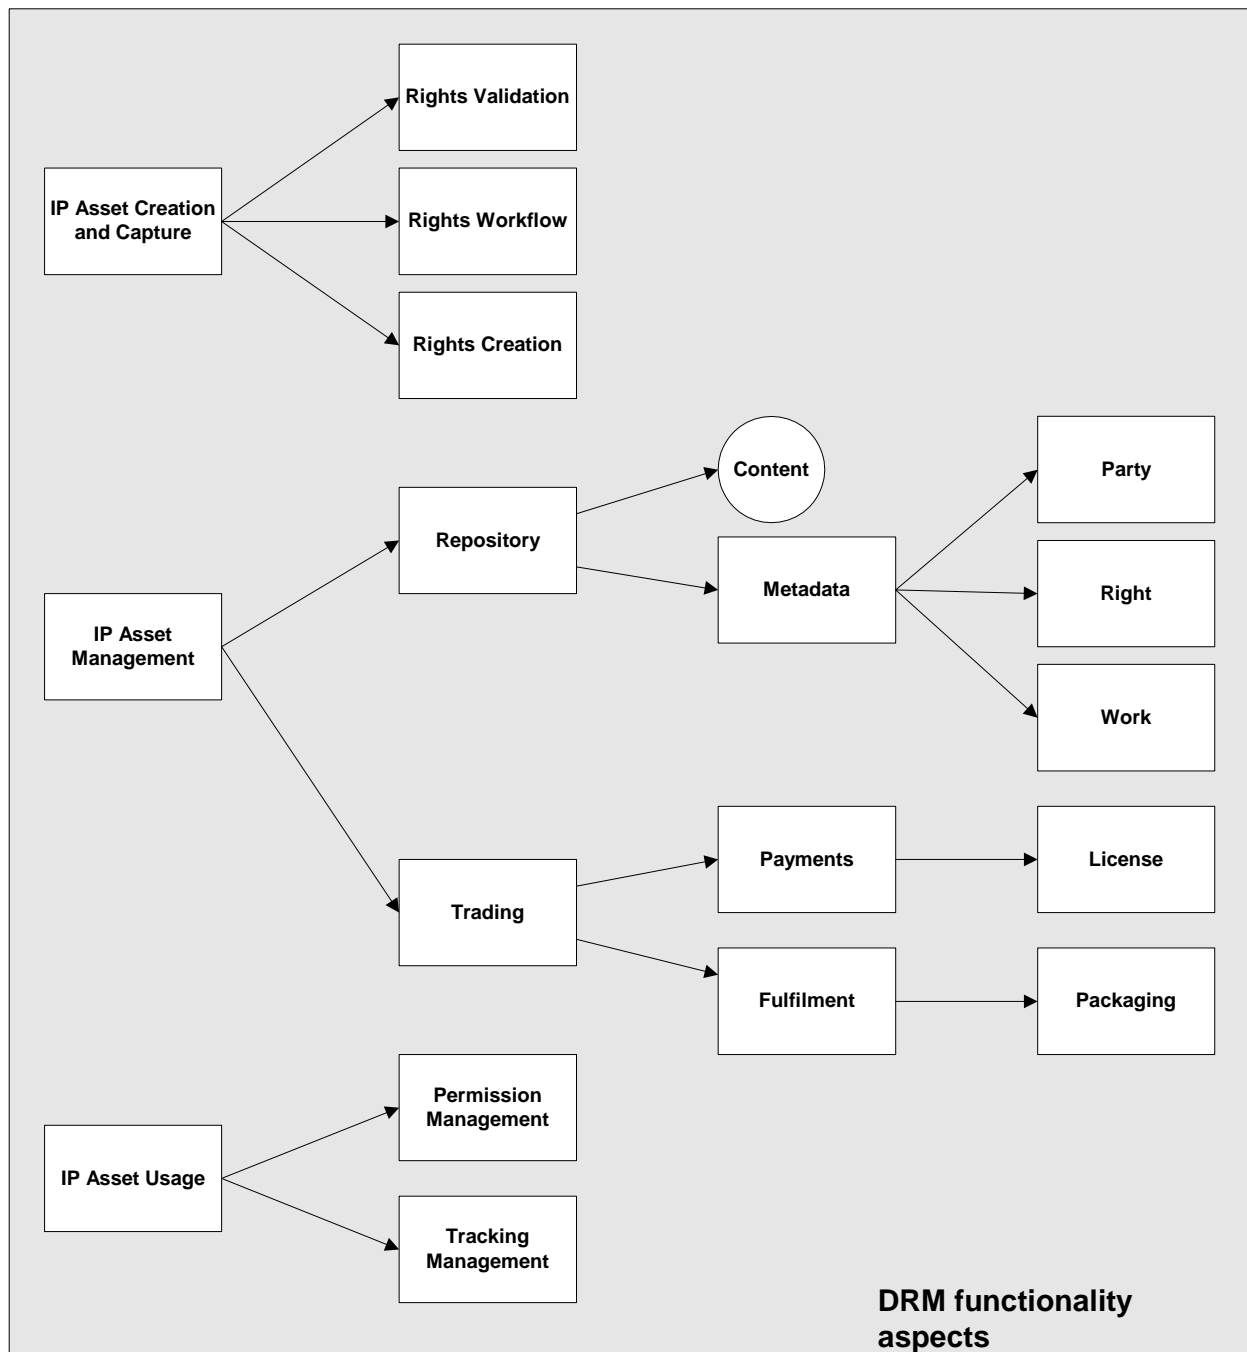 Rights Validation
IP Asset Creation
and Capture
Rights Workflow
Rights Creation
Content
Party
Repository
Metadada
Right
IP Asset
Management
Work
Payments
License
Trading
Fulfilment
Packaging
Permission
Management
IP Asset Usage
Tracking
Management
DRM functionality
aspects